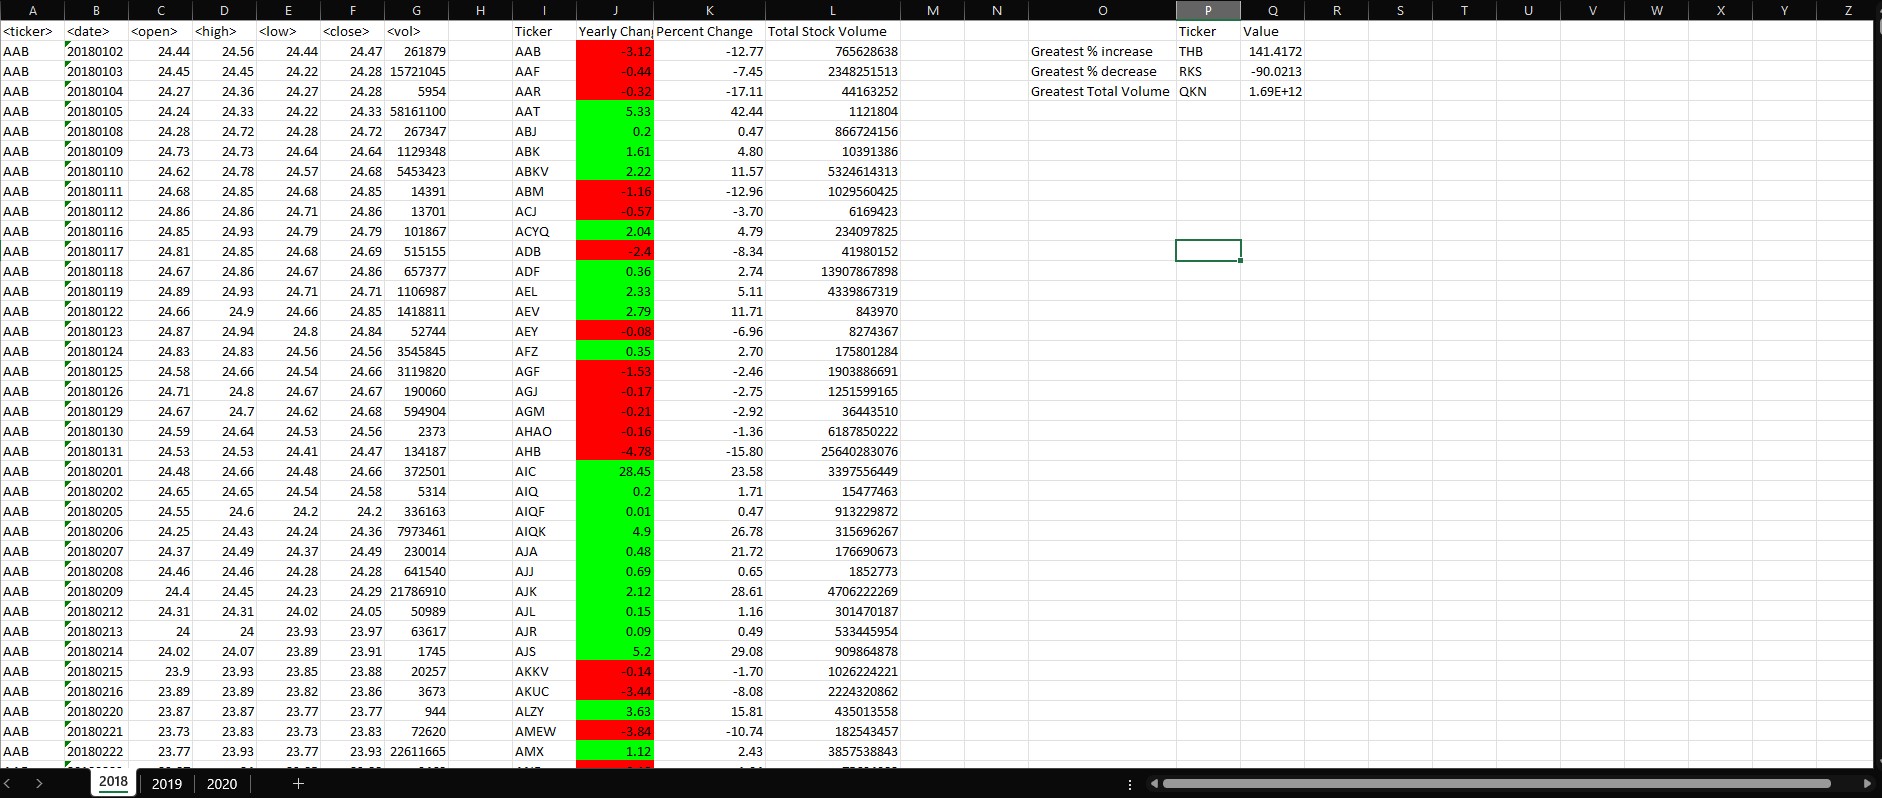 A B C D E F G H I J K L M N O P Q R S T U V W X Y Z
<ticker> <date> <open> <high> <low> <close> <vol> Ticker Yearly Chan Percent Change Total Stock Volume Ticker Value
AAB 20180102 24.44 24.56 24.44 24.47 261879 AAB -3.12 -12.77 765628638 Greatest % increase THB 141.4172
AAB 20180103 24.45 24.45 24.22 24.28 15721045 AAF -0.44 -7.45 2348251513 Greatest % decrease RKS -90.0213
AAB 20180104 24.27 24.36 24.27 24.28 5954 AAR -0.32 -17.11 44163252 Greatest Total Volume QKN 1.69E+12
AAB 20180105 24.24 24.33 24.22 24.33 58161100 AAT 5.33 42.44 1121804
AAB 20180108 24.28 24.72 24.28 24.72 267347 ABJ 0.2 0.47 866724156
AAB 20180109 24.73 24.73 24.64 24.64 1129348 ABK 1.61 4.80 10391386
AAB 20180110 24.62 24.78 24.57 24.68 5453423 ABKV 2.22 11.57 5324614313
AAB 20180111 24.68 24.85 24.68 24.85 14391 ABM -1.16 -12.96 1029560425
AAB 20180112 24.86 24.86 24.71 24.86 13701 ACJ -0.57 -3.70 6169423
AAB 20180116 24.85 24.93 24.79 24.79 101867 ACYQ 2.04 4.79 234097825
AAB 20180117 24.81 24.85 24.68 24.69 515155 ADB -2.4 -8.34 41980152
AAB 20180118 24.67 24.86 24.67 24.86 657377 ADF 0.36 2.74 13907867898
AAB 20180119 24.89 24.93 24.71 24.71 1106987 AEL 2.33 5.11 4339867319
AAB 20180122 24.66 24.9 24.66 24.85 1418811 AEV 2.79 11.71 843970
AAB 20180123 24.87 24.94 24.8 24.84 52744 AEY -0.08 -6.96 8274367
AAB 20180124 24.83 24.83 24.56 24.56 3545845 AFZ 0.35 2.70 175801284
AAB 20180125 24.58 24.66 24.54 24.66 3119820 AGF -1.53 -2.46 1903886691
AAB 20180126 24.71 24.8 24.67 24.67 190060 AGJ -0.17 -2.75 1251599165
AAB 20180129 24.67 24.7 24.62 24.68 594904 AGM -0.21 -2.92 36443510
AAB 20180130 24.59 24.64 24.53 24.56 2373 AHAO -0.16 -1.36 6187850222
AAB 20180131 24.53 24.53 24.41 24.47 134187 AHB -4.78 -15.80 25640283076
AAB 20180201 24.48 24.66 24.48 24.66 372501 AIC 28.45 23.58 3397556449
AAB 20180202 24.65 24.65 24.54 24.58 5314 AIQ 0.2 1.71 15477463
AAB 20180205 24.55 24.6 24.2 24.2 336163 AIQF 0.01 0.47 913229872
AAB 20180206 24.25 24.43 24.24 24.36 7973461 AIQK 4.9 26.78 315696267
AAB 20180207 24.37 24.49 24.37 24.49 230014 AJA 0.48 21.72 176690673
AAB 20180208 24.46 24.46 24.28 24.28 641540 AJJ 0.69 0.65 1852773
AAB 20180209 24.4 24.45 24.23 24.29 21786910 AJK 2.12 28.61 4706222269
AAB 20180212 24.31 24.31 24.02 24.05 50989 AJL 0.15 1.16 301470187
AAB 20180213 24 24 23.93 23.97 63617 AJR 0.09 0.49 533445954
AAB 20180214 24.02 24.07 23.89 23.91 1745 AJS 5.2 29.08 909864878
AAB 20180215 23.9 23.93 23.85 23.88 20257 AKKV -0.14 -1.70 1026224221
AAB 20180216 23.89 23.89 23.82 23.86 3673 AKUC -3.44 -8.08 2224320862
AAB 20180220 23.87 23.87 23.77 23.77 944 ALZY 3.63 15.81 435013558
AAB 20180221 23.73 23.83 23.73 23.83 72620 AMEW -3.84 -10.74 182543457
AAB 20180222 23.77 23.93 23.77 23.93 22611665 AMX 1.12 2.43 3857538843
2018 2019 2020 +